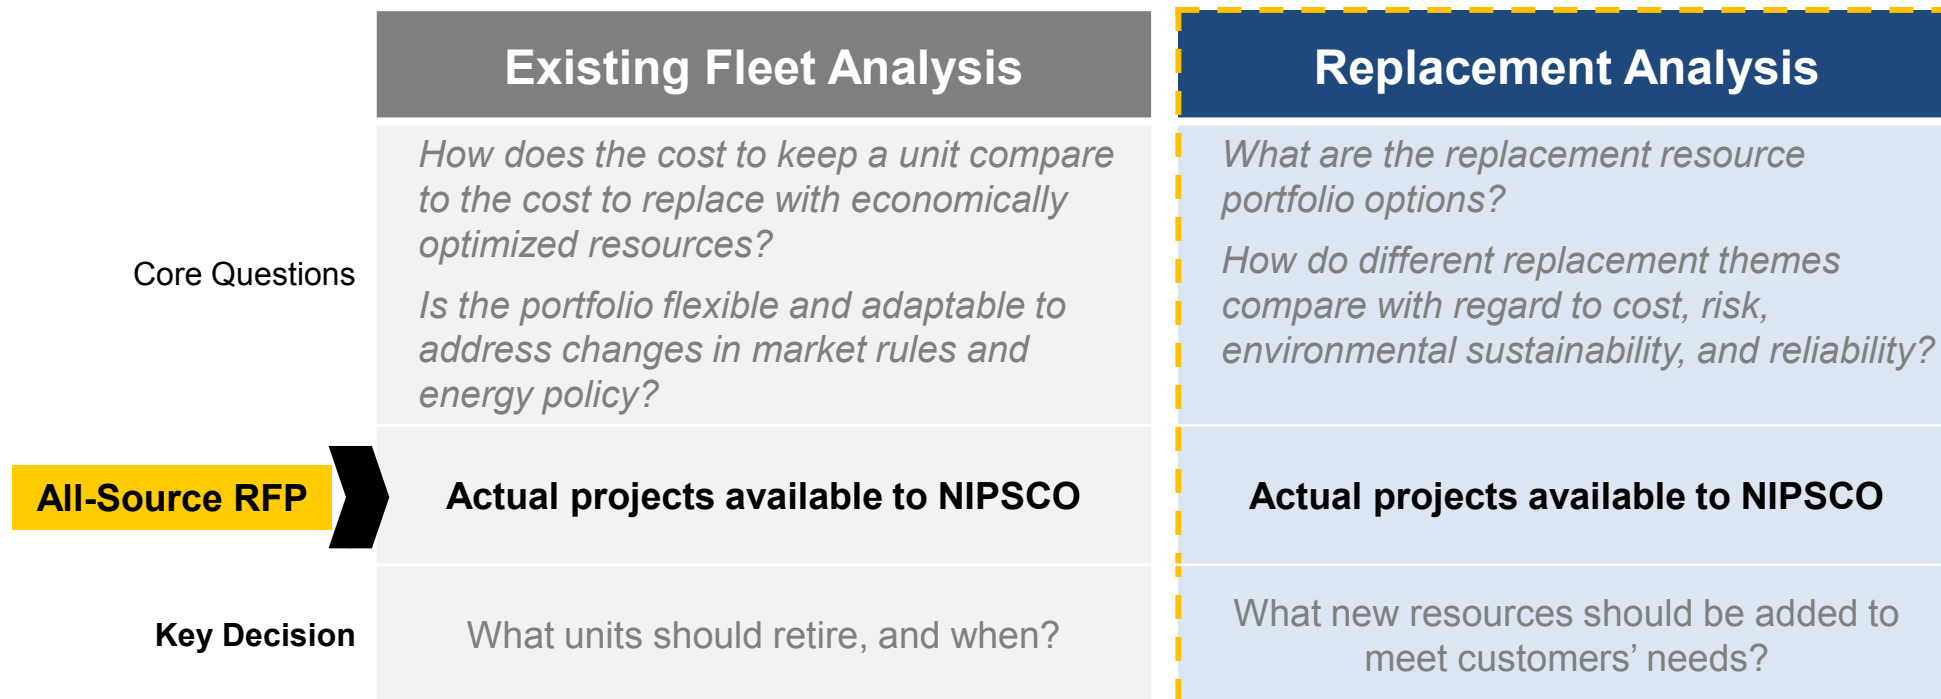 Existing Fleet Analysis
Replacement Analysis
Core Questions
How does the cost to keep a unit compare
to the cost to replace with economically
optimized resources?
Is the portfolio flexible and adaptable to
address changes in market rules and
energy policy?
What are the replacement resource
portfolio options?
How do different replacement themes
compare with regard to cost, risk,
environmental sustainability, and reliability?
All-Source RFP
Actual projects available to NIPSCO
Actual projects available to NIPSCO
Key Decision
What units should retire, and when?
What new resources should be added to
meet customers’ needs?